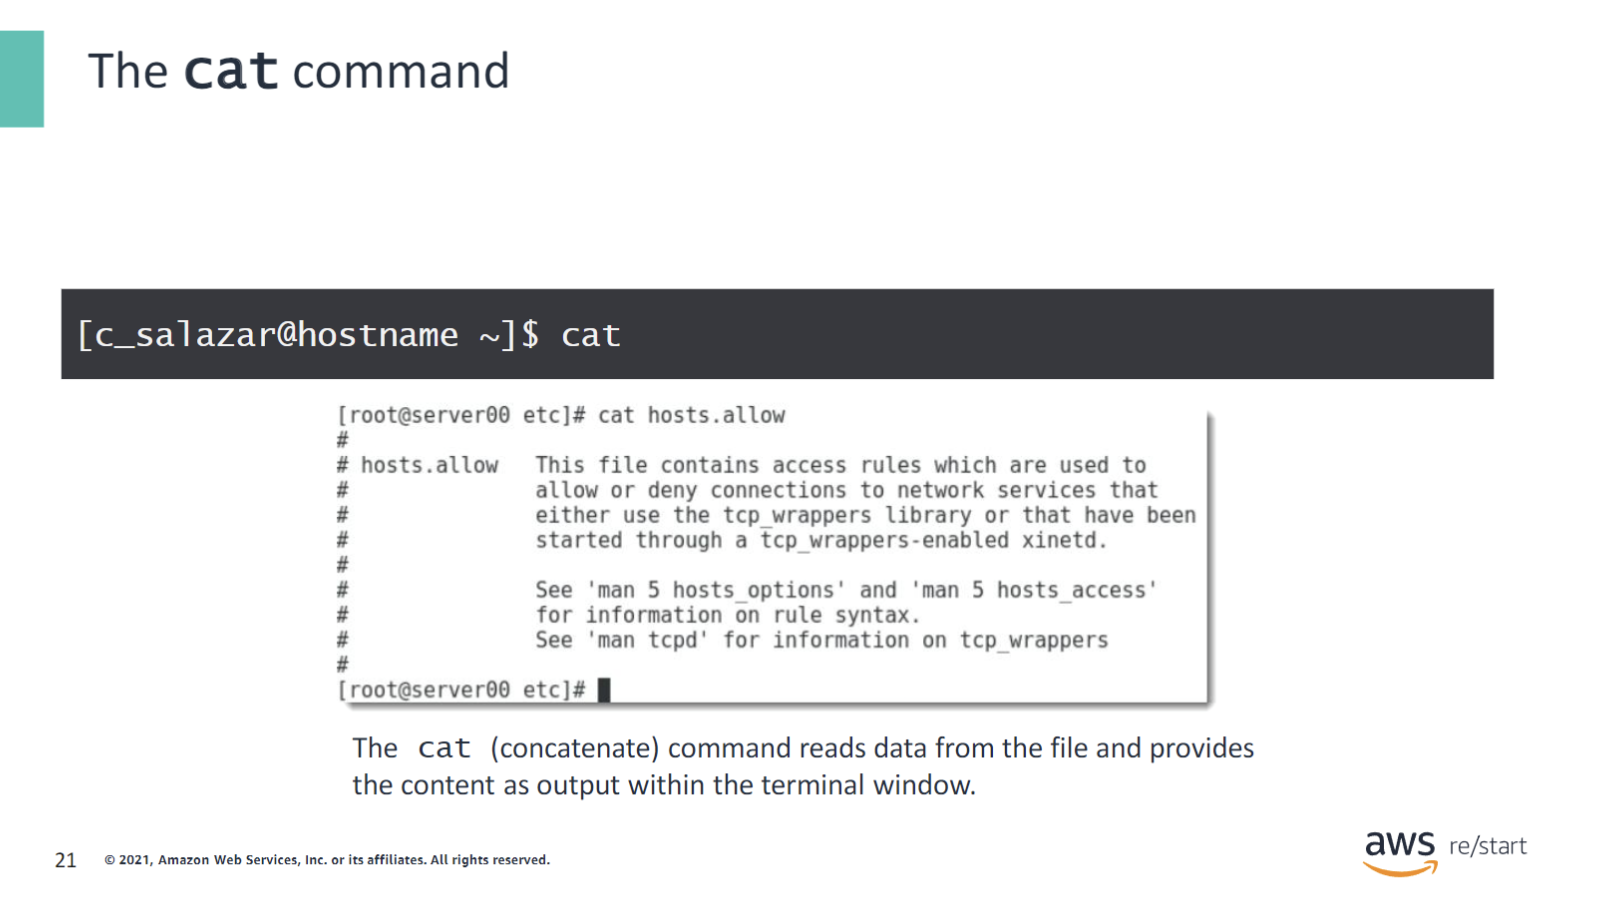 The cat command
[c_salazar@hostname ~]$ cat
[root@server00 etc]# cat hosts.allow
#
# hosts.allow   This file contains access rules which are used to
#               allow or deny connections to network services that
#               either use the tcp_wrappers library or that have been
#               started through a tcp_wrappers-enabled xinetd.
#
#               See 'man 5 hosts_options' and 'man 5 hosts_access'
#               for information on rule syntax.
#               See 'man tcpd' for information on tcp_wrappers
#
[root@server00 etc]#
The cat (concatenate) command reads data from the file and provides
the content as output within the terminal window.
21 © 2021, Amazon Web Services, Inc. or its affiliates. All rights reserved.
aws re/start